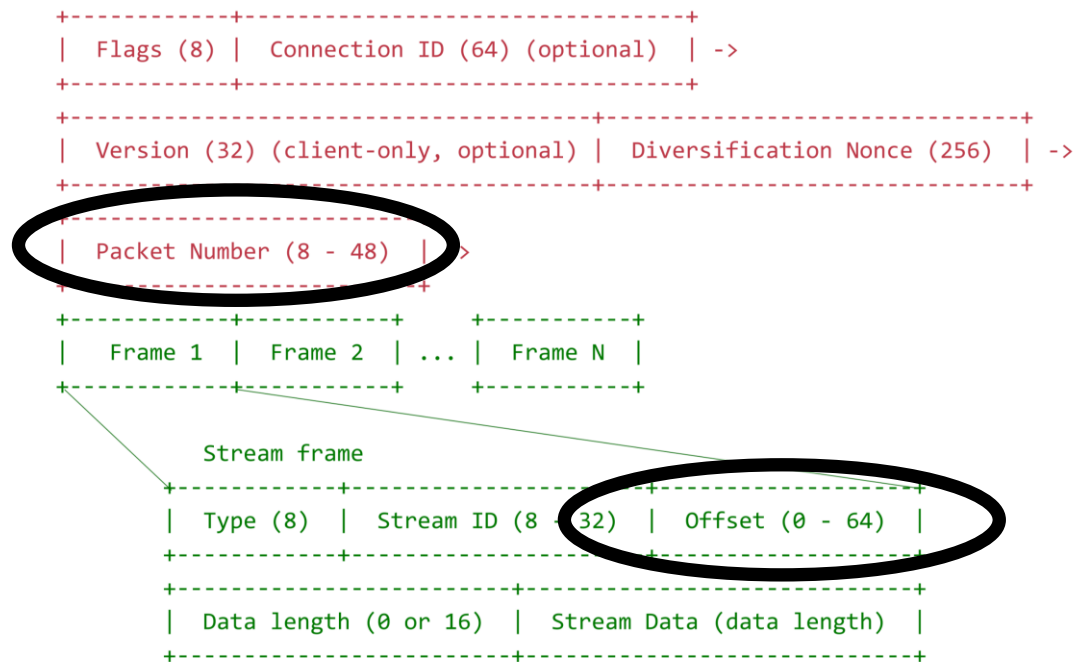 Flags (8) | Connection ID (64) (optional) | ->
Version (32) (client-only, optional) | Diversification Nonce (256) | ->
Packet Number (8 - 48) | >
Frame 1 | Frame 2 | ... | Frame N |
Stream frame
Type (8) | Stream ID (8 - 32) | Offset (0 - 64) |
Data length (0 or 16) | Stream Data (data length) |